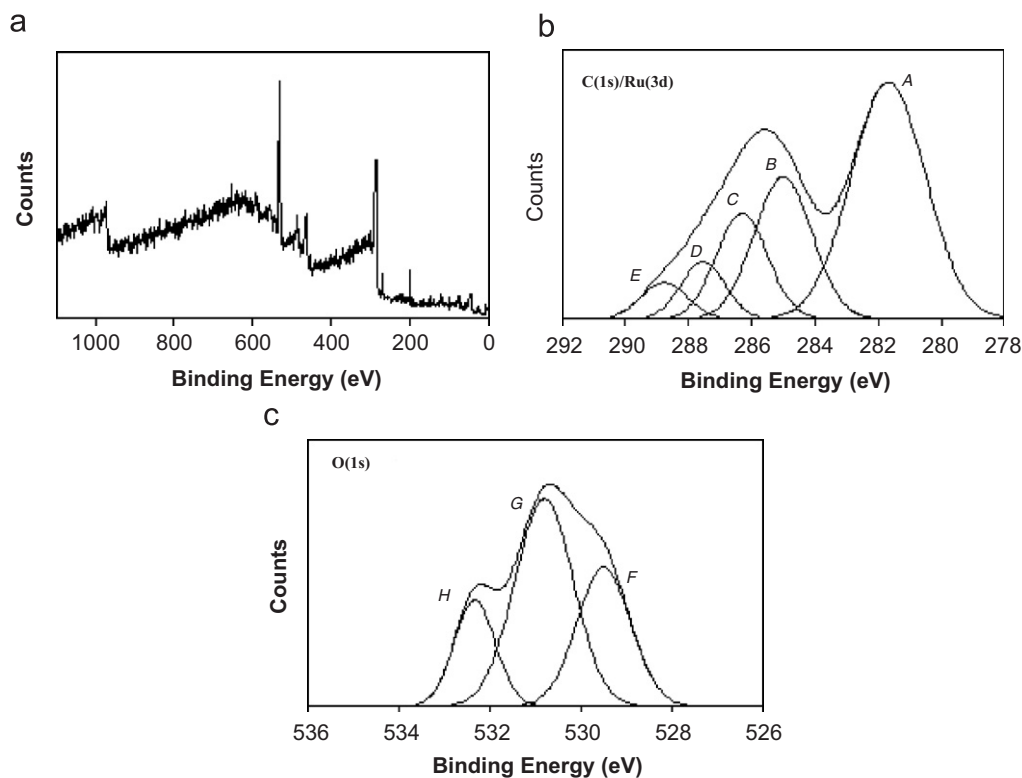 a
Counts
1000 800 600 400 200 0
Binding Energy (eV)
b
C(1s)/Ru(3d)
A
B
C
D
E
Counts
292 290 288 286 284 282 280 278
Binding Energy (eV)
c
O(1s)
G
F
H
Counts
536 534 532 530 528 526
Binding Energy (eV)